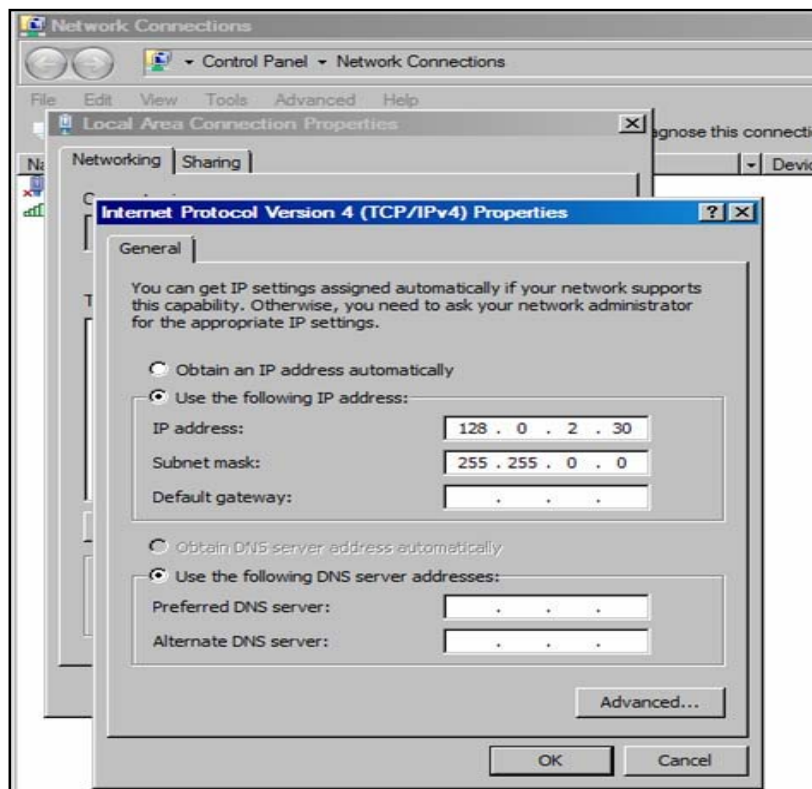 Network Connections
Control Panel Network Connections
File Edit View Tools Advanced Help
Local Area Connection Properties
agnose this connecti
Networking Sharing
Na
Devic
Internet Protocol Version 4 (TCP/IPv4) Properties
General
You can get IP settings assigned automatically if your network supports
this capability. Otherwise, you need to ask your network administrator
for the appropriate IP settings.
Obtain an IP address automatically
Use the following IP address:
IP address: 128 . 0 . 2 . 30
Subnet mask: 255 . 255 . 0 . 0
Default gateway: . . .
Obtain DNS server address automatically
Use the following DNS server addresses:
Preferred DNS server: . . .
Alternate DNS server: . . .
Advanced...
OK Cancel